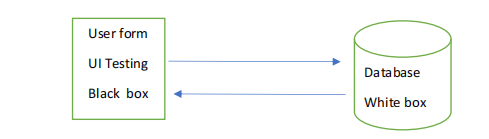 User form
UI Testing
Black box
Database
White box